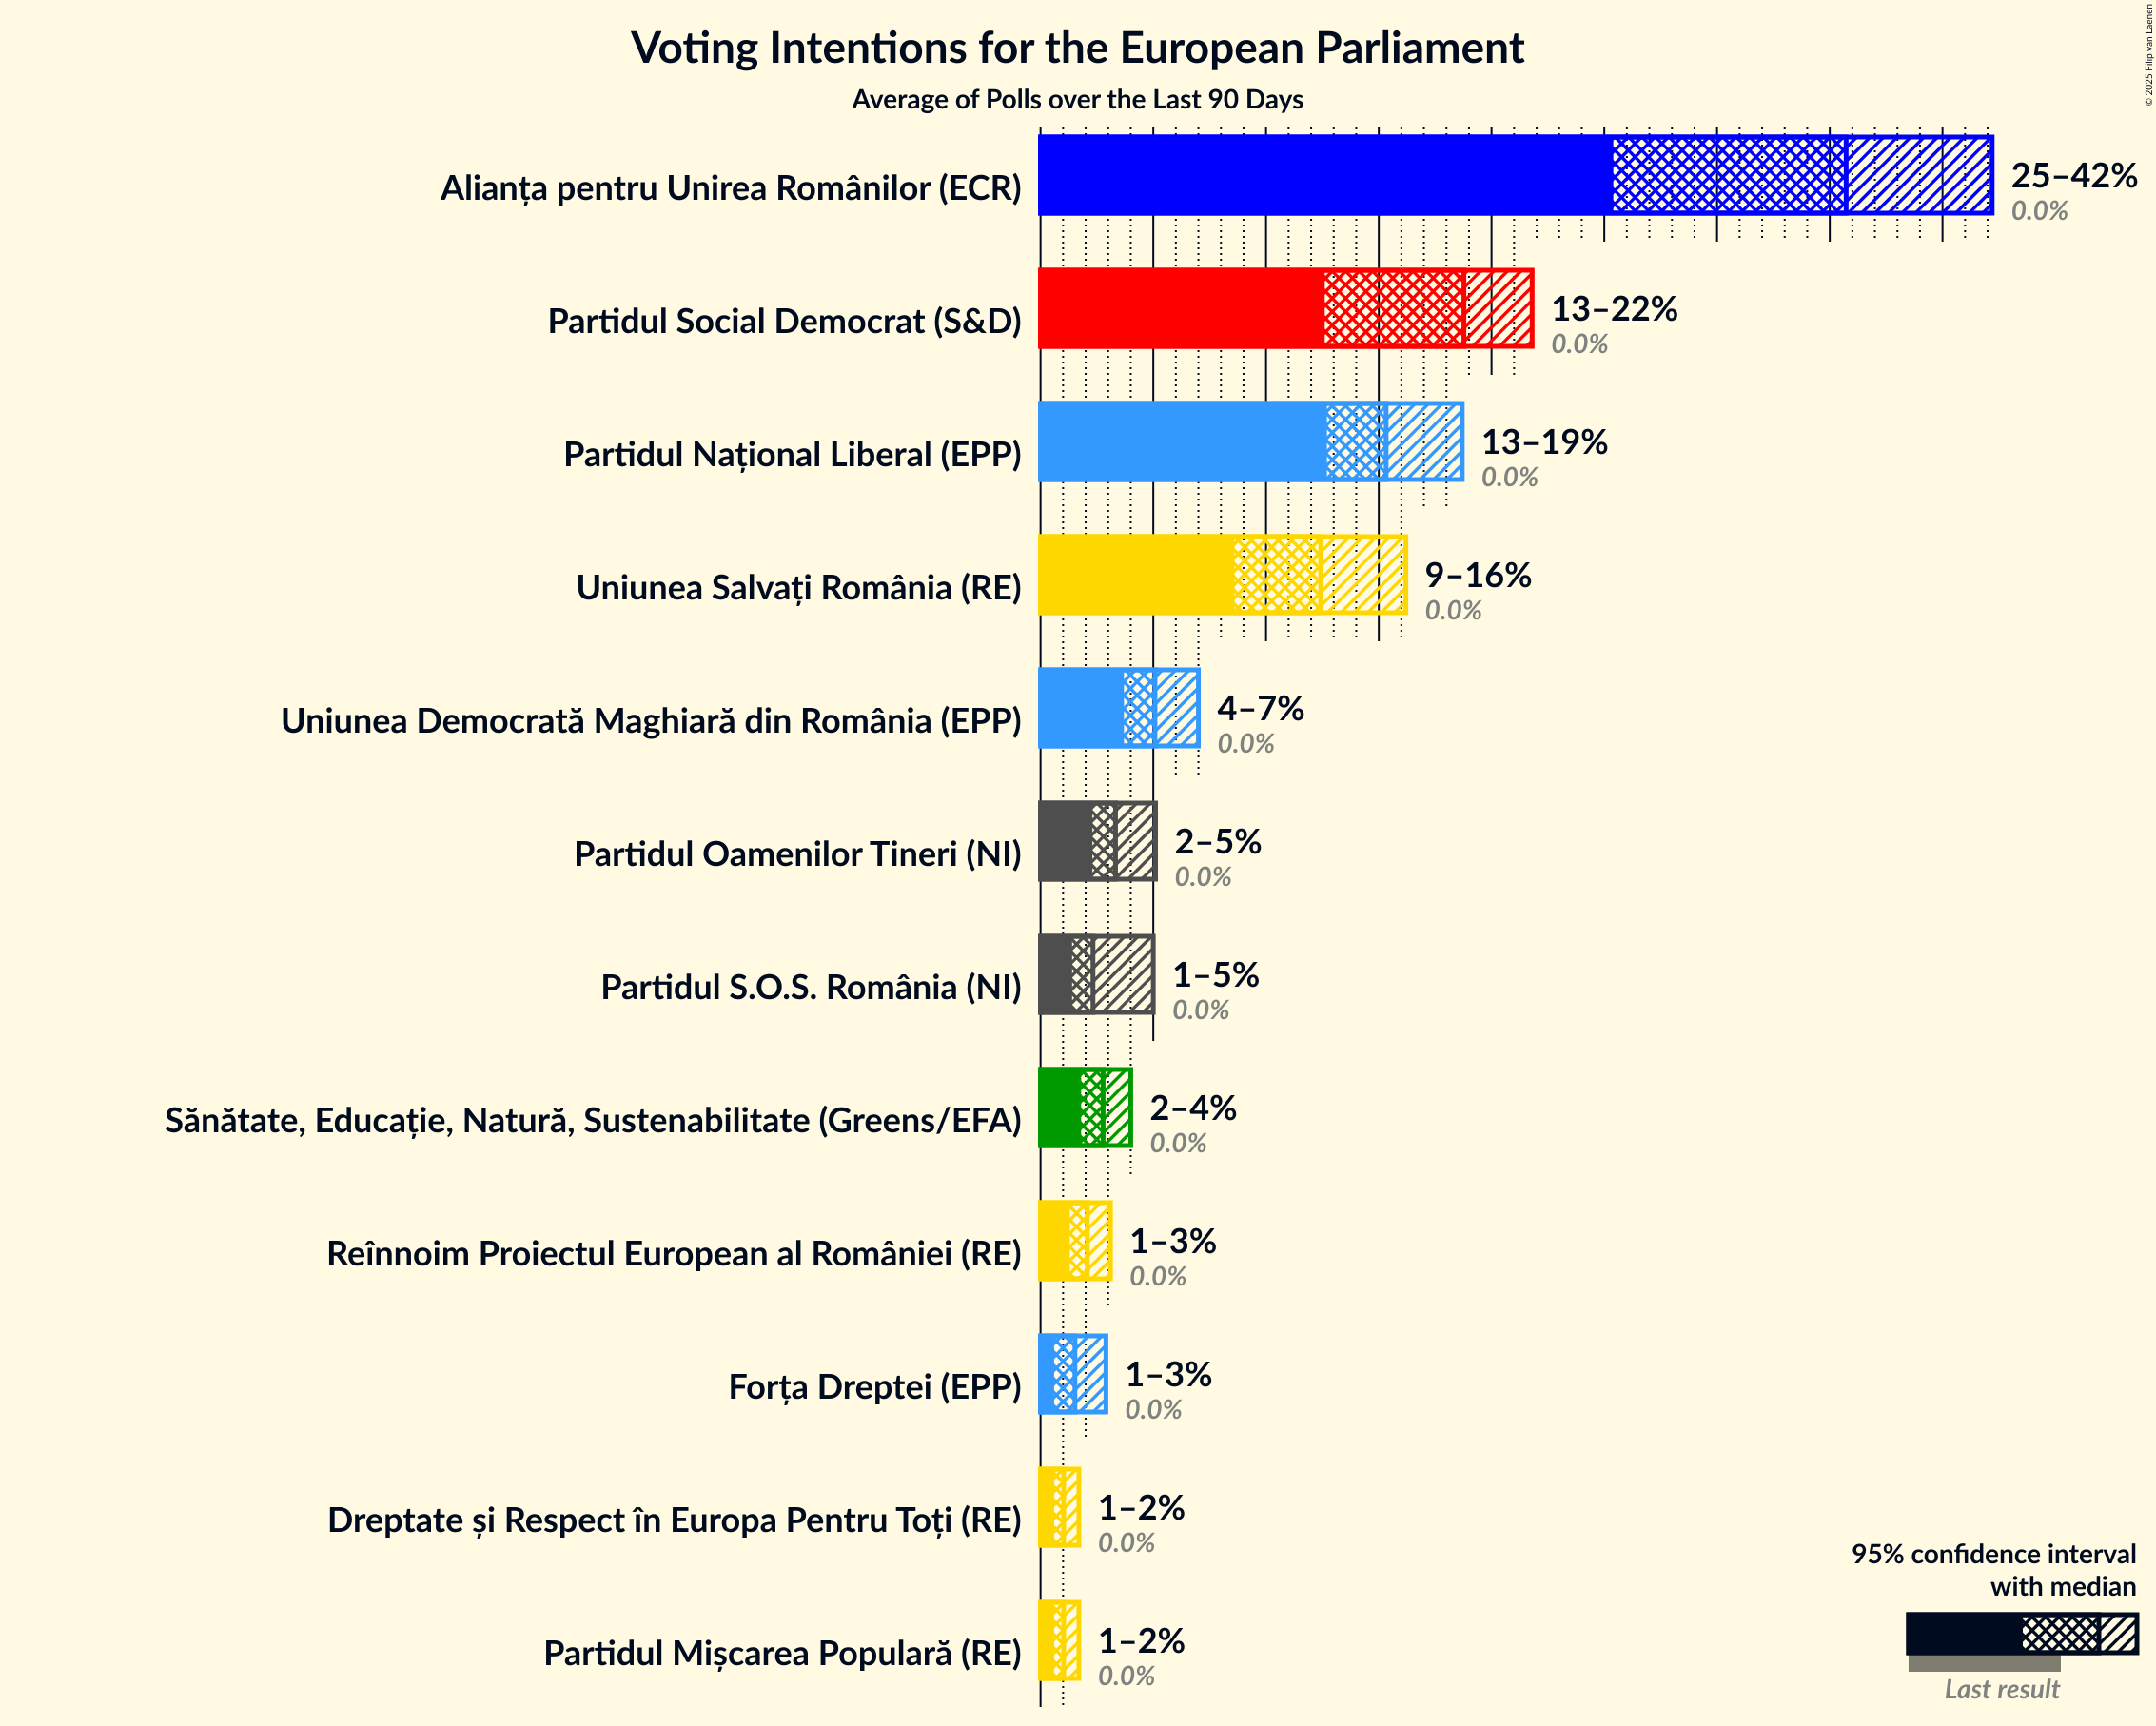 Voting Intentions for the European Parliament
Average of Polls over the Last 90 Days
© 2025 Filip van Laenen
Alianța pentru Unirea Românilor (ECR)
25–42%
0.0%
Partidul Social Democrat (S&D)
13–22%
0.0%
Partidul Național Liberal (EPP)
13–19%
0.0%
Uniunea Salvați România (RE)
9–16%
0.0%
Uniunea Democrată Maghiară din România (EPP)
4–7%
0.0%
Partidul Oamenilor Tineri (NI)
2–5%
0.0%
Partidul S.O.S. România (NI)
1–5%
0.0%
Sănătate, Educație, Natură, Sustenabilitate (Greens/EFA)
2–4%
0.0%
Reînnoim Proiectul European al României (RE)
1–3%
0.0%
Forța Dreptei (EPP)
1–3%
0.0%
Dreptate și Respect în Europa Pentru Toți (RE)
1–2%
0.0%
Partidul Mișcarea Populară (RE)
1–2%
0.0%
95% confidence interval
with median
Last result